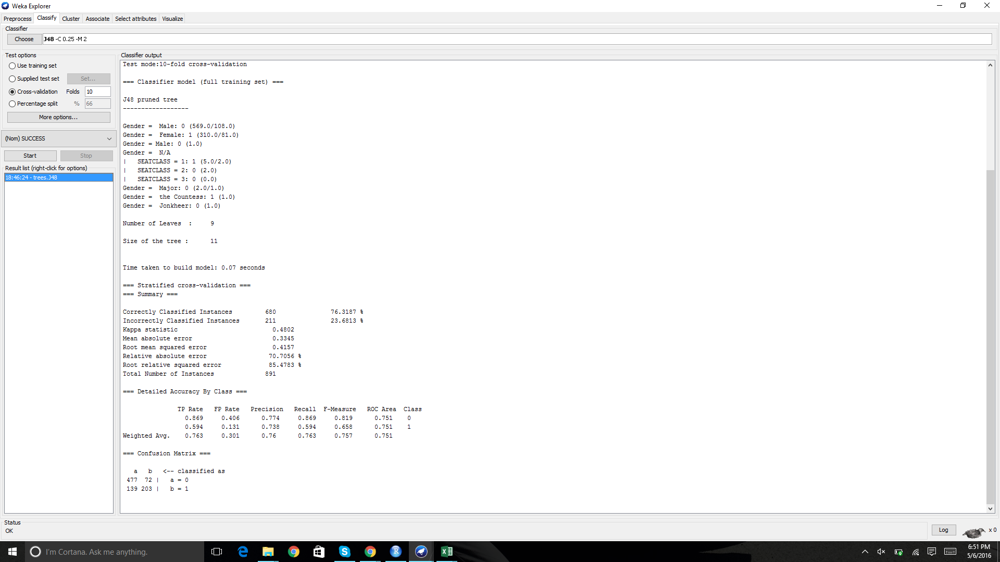 Weka Explorer
Preprocess Classify Cluster Associate Select attributes Visualize
Classifier
Choose J48 -C 0.25 -M 2
Test options
Use training set
Supplied test set Set...
Cross-validation Folds 10
Percentage split % 66
More options...
(Nom) SUCCESS
Start Stop
Result list (right-click for options)
18:46:24 - trees.J48
Classifier output
Test mode:10-fold cross-validation
=== Classifier model (full training set) ===
J48 pruned tree
------------------
Gender =  Male: 0 (569.0/108.0)
Gender =  Female: 1 (310.0/81.0)
Gender = Male: 0 (1.0)
Gender =  N/A
|   SEATCLASS = 1: 1 (5.0/2.0)
|   SEATCLASS = 2: 0 (2.0)
|   SEATCLASS = 3: 0 (0.0)
Gender =  Major: 0 (2.0/1.0)
Gender =  the Countess: 1 (1.0)
Gender =  Jonkheer: 0 (1.0)
Number of Leaves  :     9
Size of the tree :      11
Time taken to build model: 0.07 seconds
=== Stratified cross-validation ===
=== Summary ===
Correctly Classified Instances         680               76.3187 %
Incorrectly Classified Instances       211               23.6813 %
Kappa statistic                          0.4802
Mean absolute error                      0.3345
Root mean squared error                  0.4157
Relative absolute error                 70.7056 %
Root relative squared error             85.4783 %
Total Number of Instances              891
=== Detailed Accuracy By Class ===
TP Rate   FP Rate   Precision   Recall  F-Measure   ROC Area  Class
0.869     0.406      0.774     0.869     0.819      0.751    0
0.594     0.131      0.738     0.594     0.658      0.751    1
Weighted Avg.    0.763     0.301      0.76      0.763     0.757      0.751
=== Confusion Matrix ===
a   b   <-- classified as
477  72 |   a = 0
139 203 |   b = 1
Status
OK
Log x 0
I'm Cortana. Ask me anything.
6:51 PM
5/6/2016